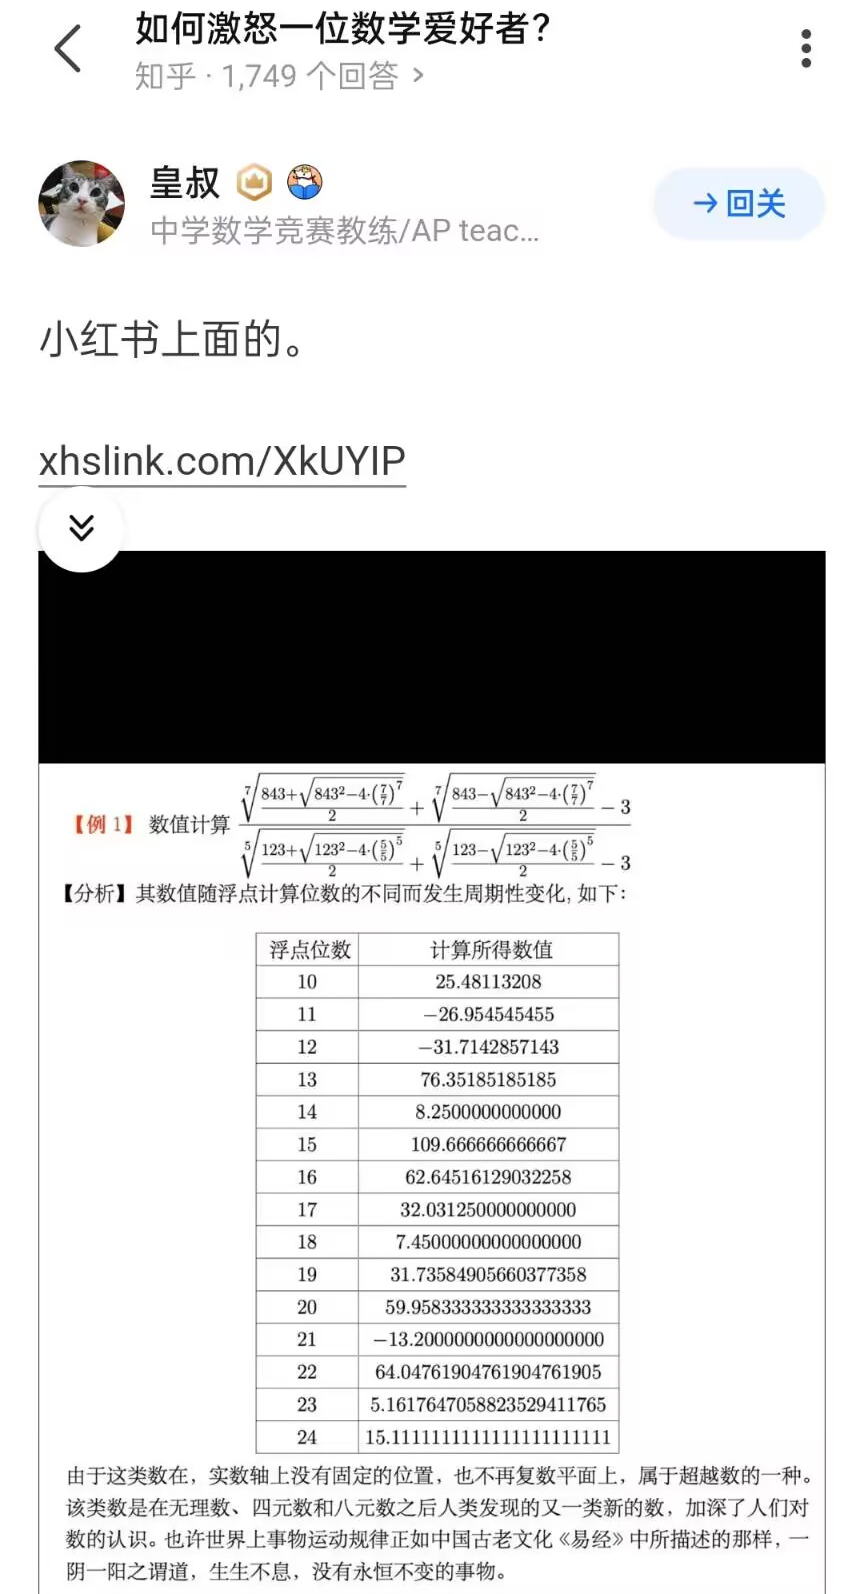 如何激怒一位数学爱好者?
知乎 · 1,749 个回答 >
皇叔
中学数学竞赛教练/AP teac...
→回关
小红书上面的。
xhslink.com/XkUYIP
【例 1】 数值计算 \frac{\sqrt[7]{\frac{843+\sqrt{843^2-4·(\frac{7}{7})^7}}{2}}+\sqrt[7]{\frac{843-\sqrt{843^2-4·(\frac{7}{7})^7}}{2}}-3}{\sqrt[5]{\frac{123+\sqrt{123^2-4·(\frac{5}{5})^5}}{2}}+\sqrt[5]{\frac{123-\sqrt{123^2-4·(\frac{5}{5})^5}}{2}}-3}
【分析】其数值随浮点计算位数的不同而发生周期性变化, 如下：
浮点位数 计算所得数值
10 25.48113208
11 −26.954545455
12 −31.7142857143
13 76.35185185185
14 8.2500000000000
15 109.666666666667
16 62.64516129032258
17 32.031250000000000
18 7.45000000000000000
19 31.73584905660377358
20 59.958333333333333333
21 −13.2000000000000000000
22 64.04761904761904761905
23 5.1617647058823529411765
24 15.1111111111111111111111
由于这类数在，实数轴上没有固定的位置，也不再复数平面上，属于超越数的一种。
该类数是在无理数、四元数和八元数之后人类发现的又一类新的数，加深了人们对
数的认识。也许世界上事物运动规律正如中国古老文化《易经》中所描述的那样，一
阴一阳之谓道，生生不息，没有永恒不变的事物。